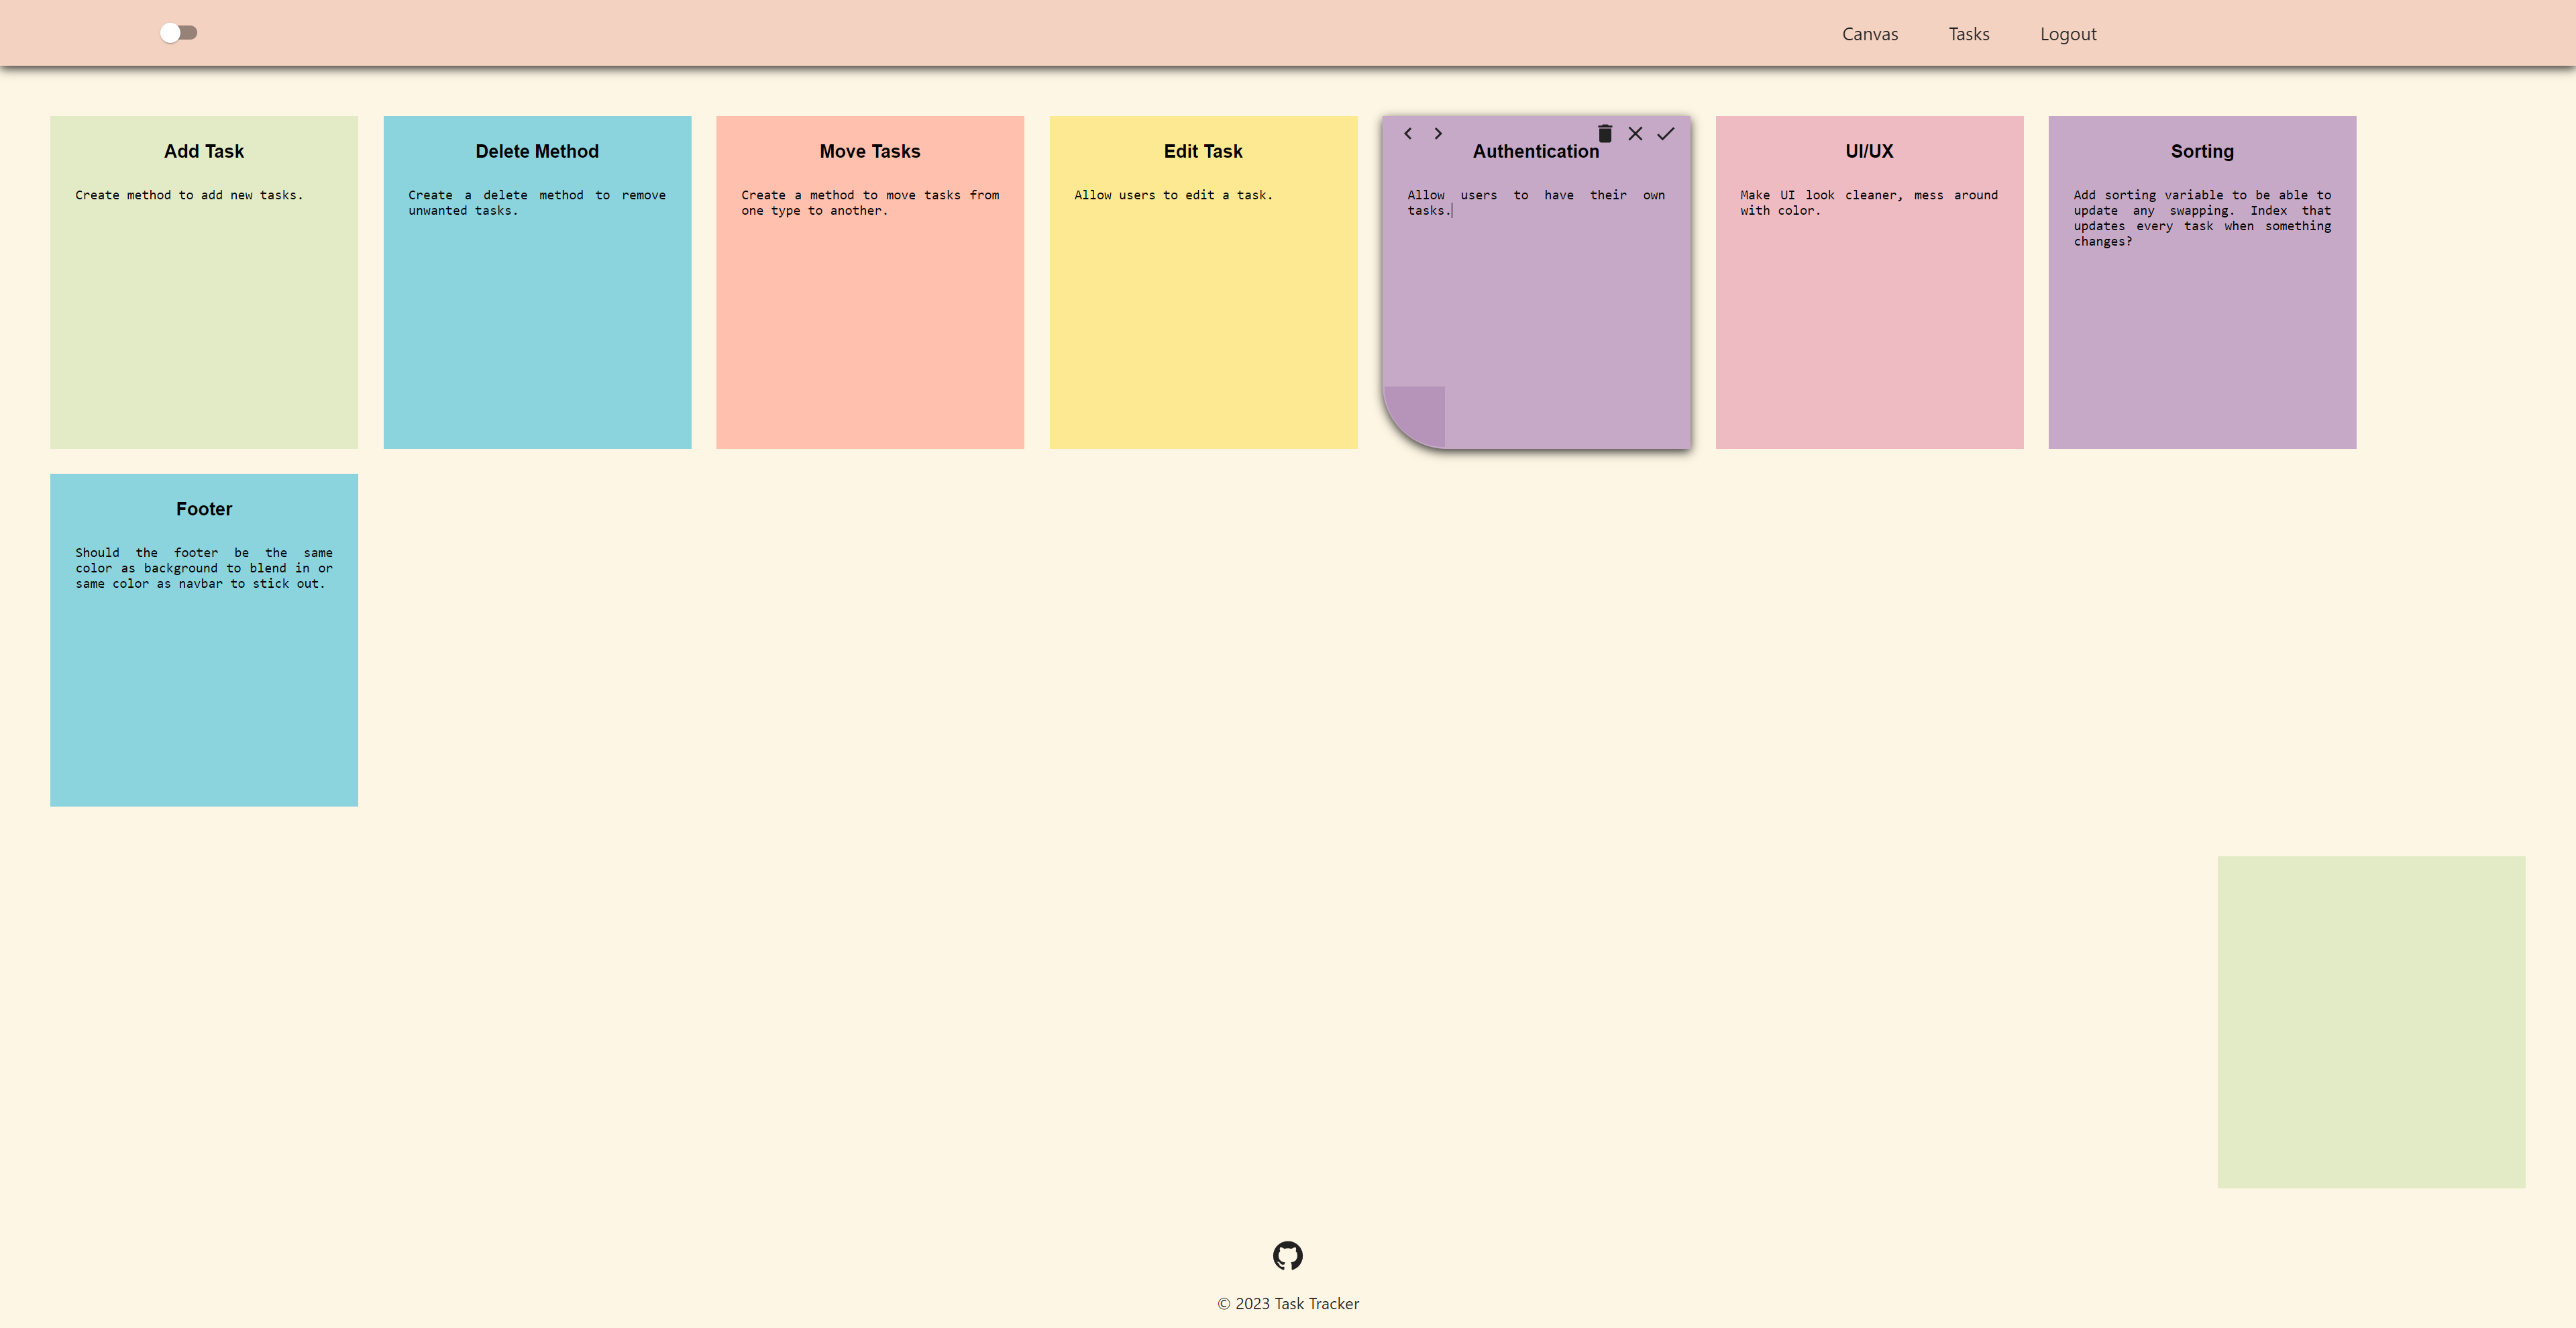 Canvas Tasks Logout
Add Task
Create method to add new tasks.
Delete Method
Create a delete method to remove
unwanted tasks.
Move Tasks
Create a method to move tasks from
one type to another.
Edit Task
Allow users to edit a task.
Authentication
Allow users to have their own
tasks.
UI/UX
Make UI look cleaner, mess around
with color.
Sorting
Add sorting variable to be able to
update any swapping. Index that
updates every task when something
changes?
Footer
Should the footer be the same
color as background to blend in or
same color as navbar to stick out.
© 2023 Task Tracker